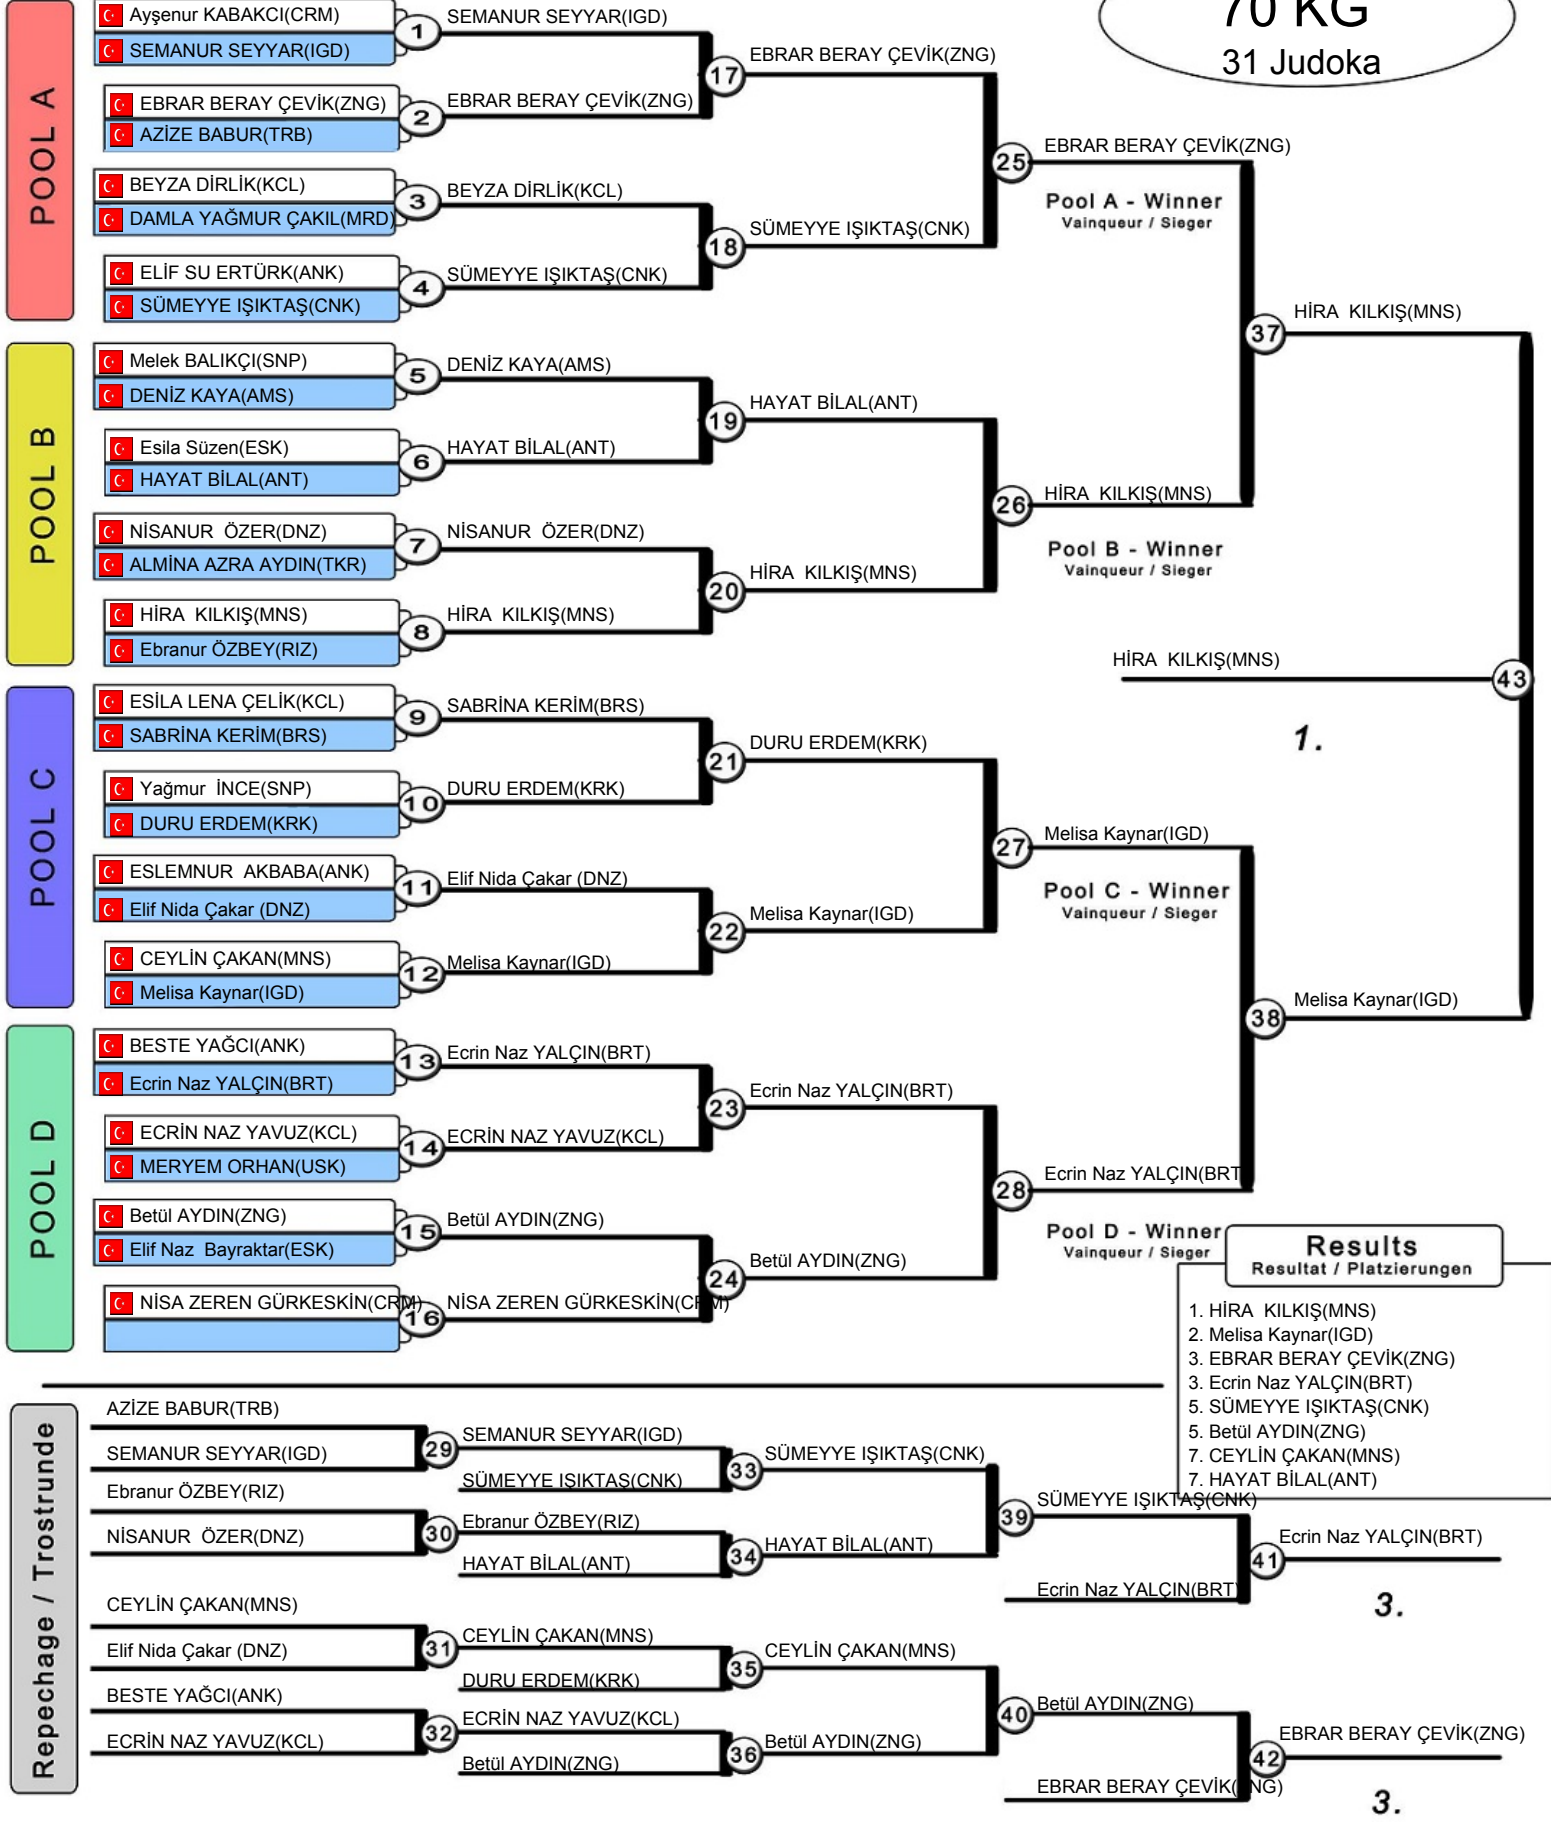 70 KG
31 Judoka
POOL A
Ayşenur KABAKCI(CRM)
SEMANUR SEYYAR(IGD)
1
EBRAR BERAY ÇEVİK(ZNG)
AZİZE BABUR(TRB)
2
BEYZA DİRLİK(KCL)
DAMLA YAĞMUR ÇAKIL(MRD)
3
ELİF SU ERTÜRK(ANK)
SÜMEYYE IŞIKTAŞ(CNK)
4
POOL B
Melek BALIKÇI(SNP)
DENİZ KAYA(AMS)
5
Esila Süzen(ESK)
HAYAT BİLAL(ANT)
6
NİSANUR ÖZER(DNZ)
ALMİNA AZRA AYDIN(TKR)
7
HİRA KILKIŞ(MNS)
Ebranur ÖZBEY(RIZ)
8
POOL C
ESİLA LENA ÇELİK(KCL)
SABRİNA KERİM(BRS)
9
Yağmur İNCE(SNP)
DURU ERDEM(KRK)
10
ESLEMNUR AKBABA(ANK)
Elif Nida Çakar (DNZ)
11
CEYLİN ÇAKAN(MNS)
Melisa Kaynar(IGD)
12
POOL D
BESTE YAĞCI(ANK)
Ecrin Naz YALÇIN(BRT)
13
ECRİN NAZ YAVUZ(KCL)
MERYEM ORHAN(USK)
14
Betül AYDIN(ZNG)
Elif Naz Bayraktar(ESK)
15
NİSA ZEREN GÜRKESKİN(CRM)
16
SEMANUR SEYYAR(IGD)
EBRAR BERAY ÇEVİK(ZNG)
17
BEYZA DİRLİK(KCL)
SÜMEYYE IŞIKTAŞ(CNK)
18
DENİZ KAYA(AMS)
HAYAT BİLAL(ANT)
19
NİSANUR ÖZER(DNZ)
HİRA KILKIŞ(MNS)
20
SABRİNA KERİM(BRS)
DURU ERDEM(KRK)
21
Elif Nida Çakar (DNZ)
Melisa Kaynar(IGD)
22
Ecrin Naz YALÇIN(BRT)
ECRİN NAZ YAVUZ(KCL)
23
Betül AYDIN(ZNG)
NİSA ZEREN GÜRKESKİN(CRM)
24
EBRAR BERAY ÇEVİK(ZNG)
SÜMEYYE IŞIKTAŞ(CNK)
25
HAYAT BİLAL(ANT)
HİRA KILKIŞ(MNS)
26
DURU ERDEM(KRK)
Melisa Kaynar(IGD)
27
Ecrin Naz YALÇIN(BRT)
Betül AYDIN(ZNG)
28
EBRAR BERAY ÇEVİK(ZNG)
Pool A - Winner
Vainqueur / Sieger
HİRA KILKIŞ(MNS)
Pool B - Winner
Vainqueur / Sieger
37
Melisa Kaynar(IGD)
Pool C - Winner
Vainqueur / Sieger
Ecrin Naz YALÇIN(BRT
Pool D - Winner
Vainqueur / Sieger
38
HİRA KILKIŞ(MNS)
Melisa Kaynar(IGD)
43
HİRA KILKIŞ(MNS)
1.
Results
Resultat / Platzierungen
1. HİRA KILKIŞ(MNS)
2. Melisa Kaynar(IGD)
3. EBRAR BERAY ÇEVİK(ZNG)
3. Ecrin Naz YALÇIN(BRT)
5. SÜMEYYE IŞIKTAŞ(CNK)
5. Betül AYDIN(ZNG)
7. CEYLİN ÇAKAN(MNS)
7. HAYAT BİLAL(ANT)
Repechage / Trostrunde
AZİZE BABUR(TRB)
SEMANUR SEYYAR(IGD)
29
Ebranur ÖZBEY(RIZ)
NİSANUR ÖZER(DNZ)
30
CEYLİN ÇAKAN(MNS)
Elif Nida Çakar (DNZ)
31
BESTE YAĞCI(ANK)
ECRİN NAZ YAVUZ(KCL)
32
SEMANUR SEYYAR(IGD)
SÜMEYYE IŞIKTAŞ(CNK)
33
Ebranur ÖZBEY(RIZ)
HAYAT BİLAL(ANT)
34
CEYLİN ÇAKAN(MNS)
DURU ERDEM(KRK)
35
ECRİN NAZ YAVUZ(KCL)
Betül AYDIN(ZNG)
36
SÜMEYYE IŞIKTAŞ(CNK)
HAYAT BİLAL(ANT)
39
CEYLİN ÇAKAN(MNS)
Betül AYDIN(ZNG)
40
SÜMEYYE IŞIKTAŞ(CNK)
Ecrin Naz YALÇIN(BRT)
41
Betül AYDIN(ZNG)
EBRAR BERAY ÇEVİK(ZNG)
42
Ecrin Naz YALÇIN(BRT)
3.
EBRAR BERAY ÇEVİK(ZNG)
3.